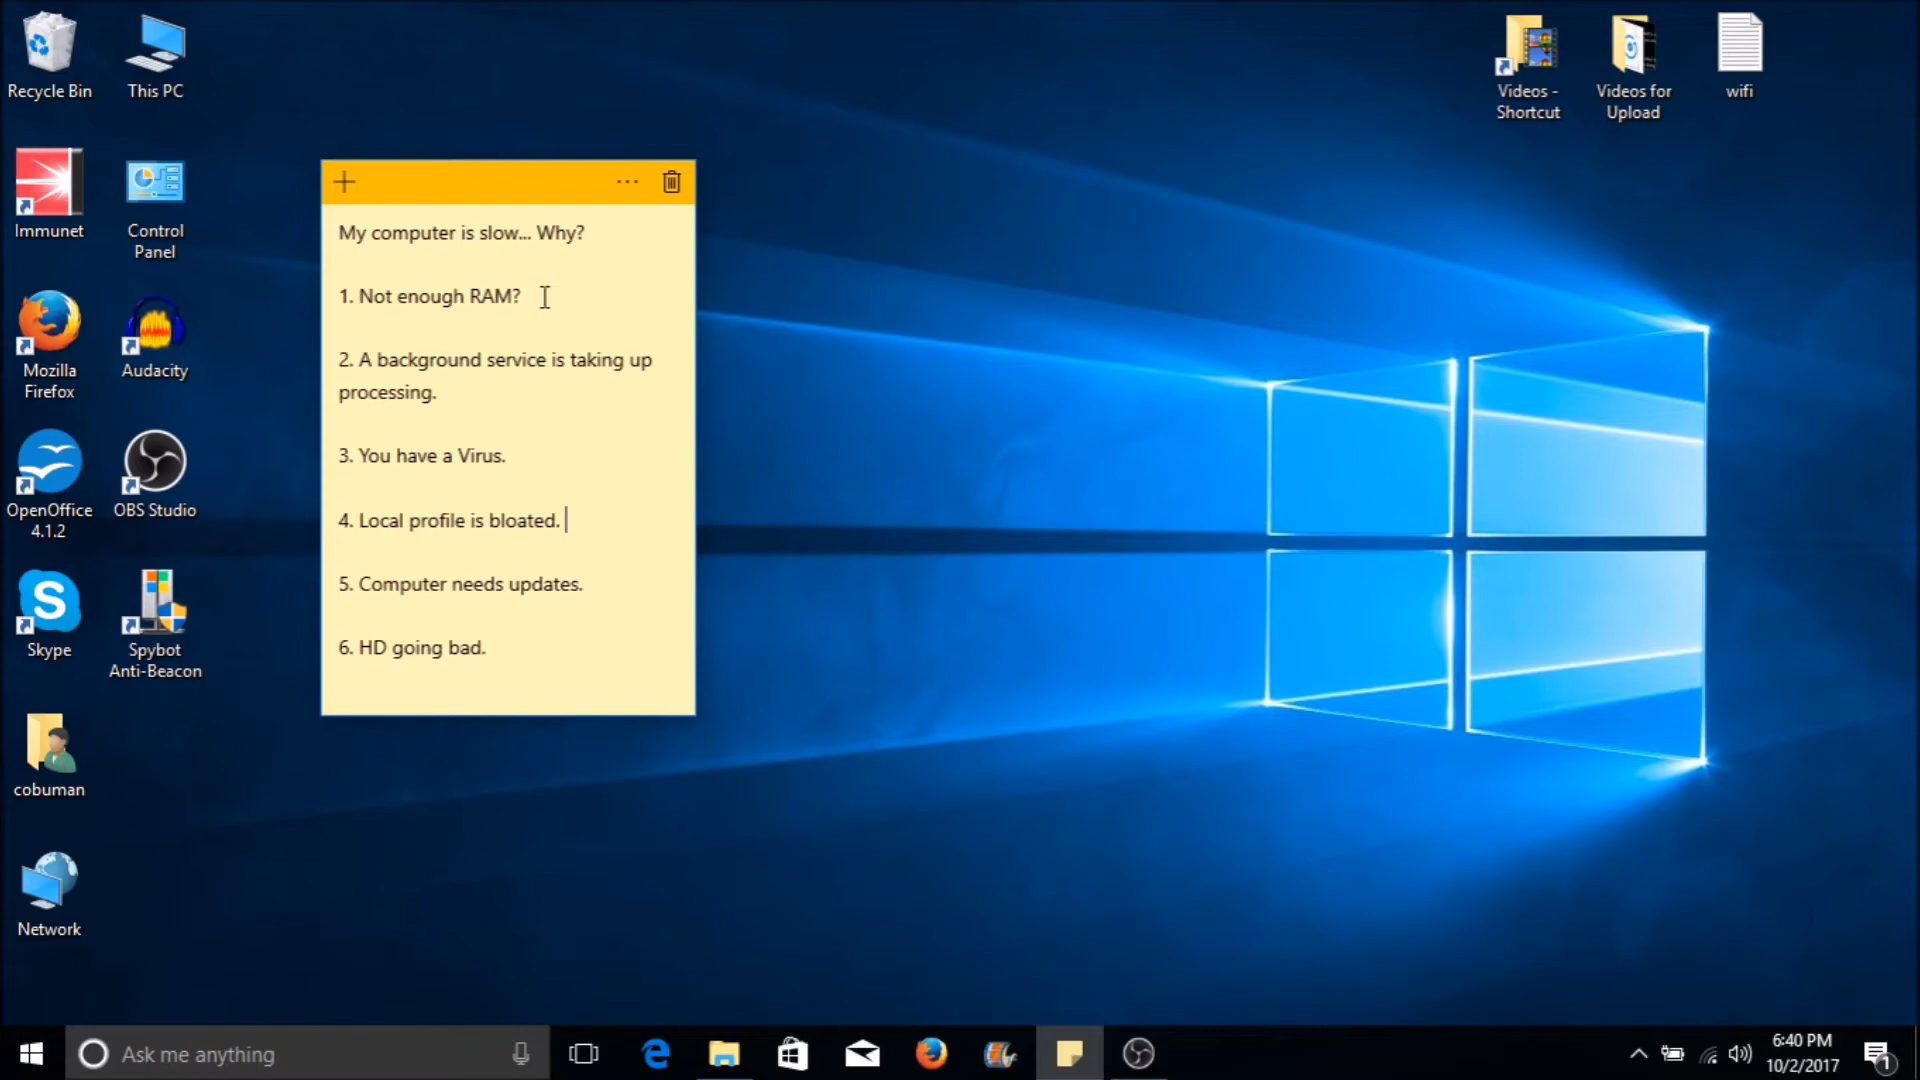 Recycle Bin
This PC
Immunet
Control
Panel
Mozilla
Firefox
Audacity
OpenOffice
4.1.2
OBS Studio
Skype
Spybot
Anti-Beacon
cobuman
Network
My computer is slow... Why?
1. Not enough RAM?
2. A background service is taking up
processing.
3. You have a Virus.
4. Local profile is bloated.
5. Computer needs updates.
6. HD going bad.
Videos -
Shortcut
Videos for
Upload
wifi
Ask me anything
6:40 PM
10/2/2017
1